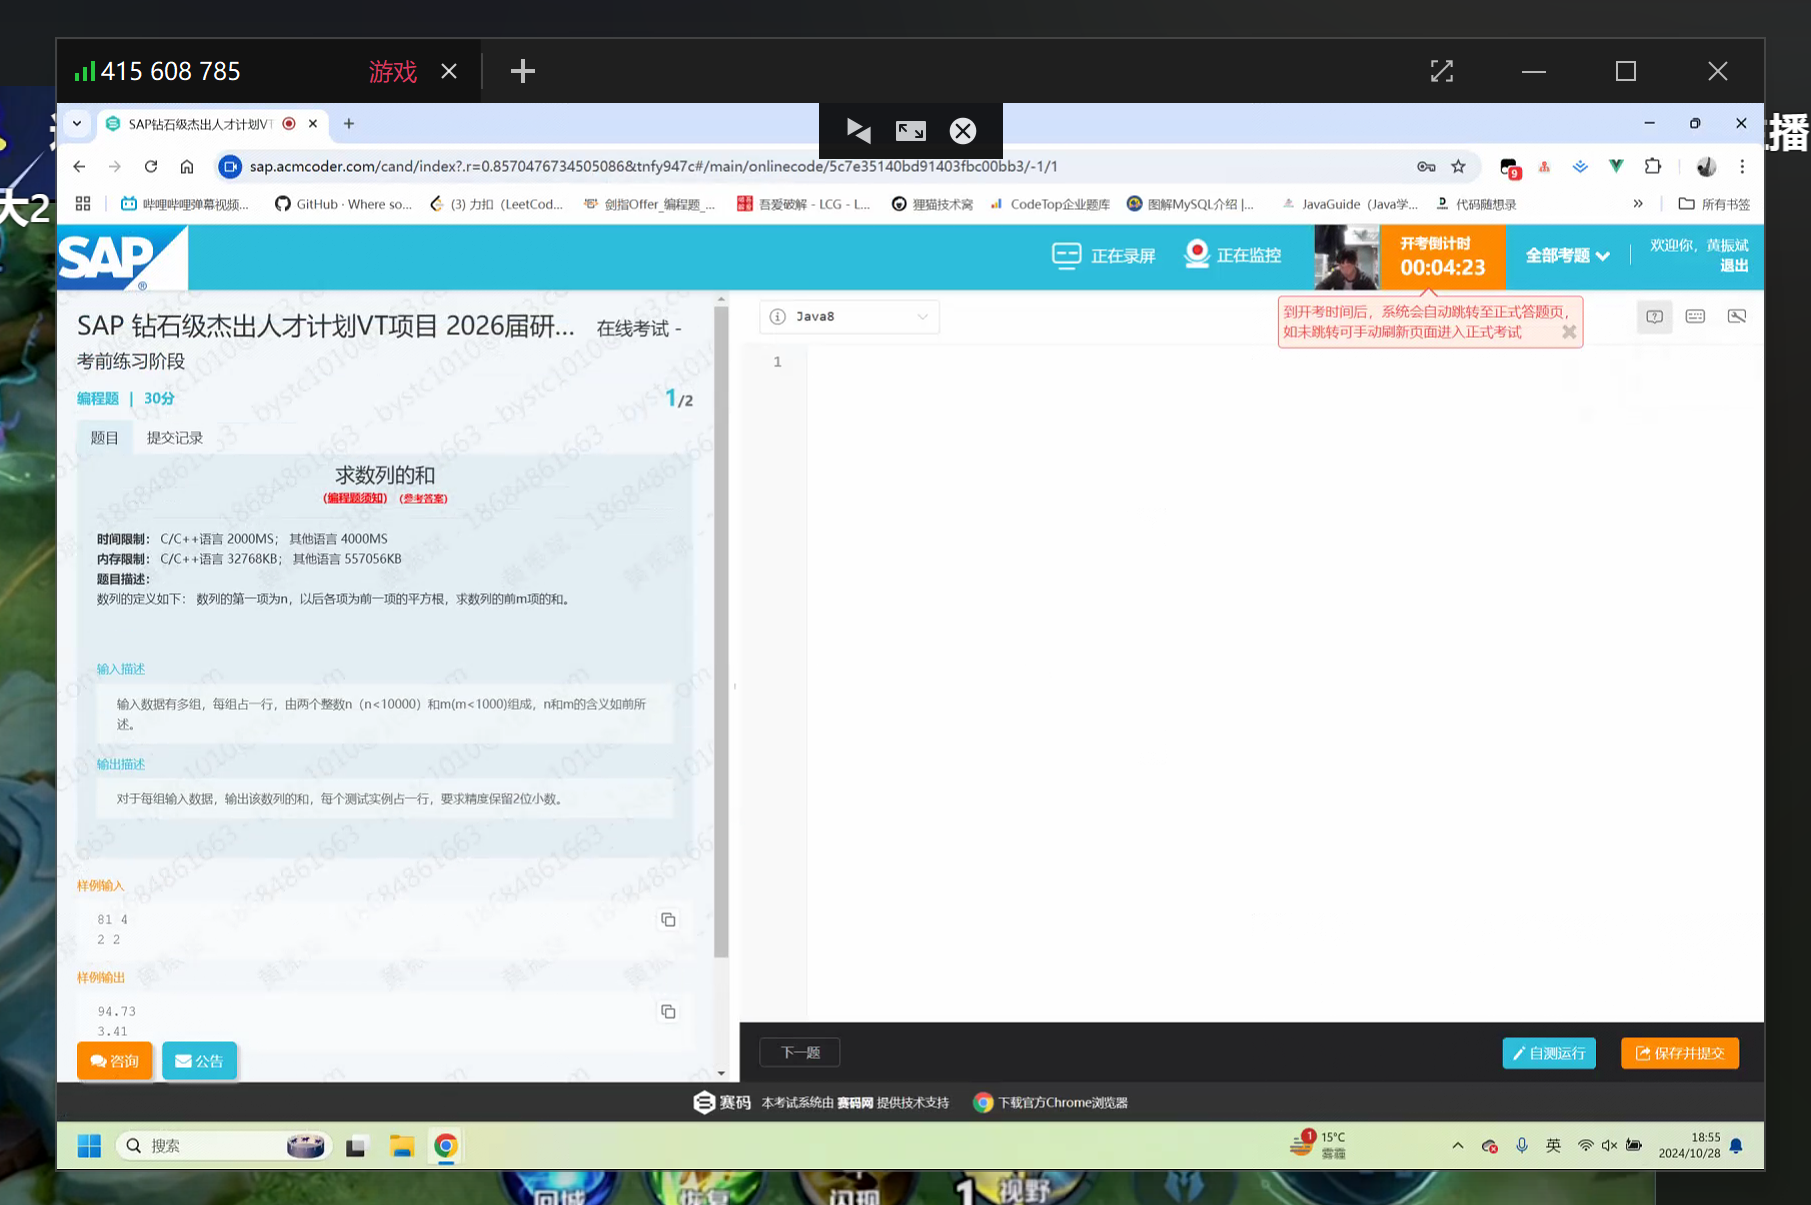 415 608 785
游戏
SAP钻石级杰出人才计划VT
sap.acmcoder.com/cand/index?.r=0.8570476734505086&tnfy947c#/main/onlinecode/5c7e35140bd91403fbc00bb3/-1/1
9
哔哩哔哩弹幕视频...
GitHub · Where so...
(3) 力扣 (LeetCod...
剑指Offer_编程题_...
吾爱破解 - LCG - L...
狸猫技术窝
CodeTop企业题库
图解MySQL介绍 |...
JavaGuide（Java学...
代码随想录
»
所有书签
播
大2
SAP®
正在录屏
正在监控
开考倒计时
00:04:23
全部考题
欢迎你，黄振斌
退出
到开考时间后，系统会自动跳转至正式答题页，
如未跳转可手动刷新页面进入正式考试
SAP 钻石级杰出人才计划VT项目 2026届研... 在线考试 -
考前练习阶段
编程题 | 30分
1/2
题目
提交记录
求数列的和
(编程题须知) (参考答案)
时间限制： C/C++语言 2000MS； 其他语言 4000MS
内存限制： C/C++语言 32768KB； 其他语言 557056KB
题目描述：
数列的定义如下： 数列的第一项为n，以后各项为前一项的平方根，求数列的前m项的和。
输入描述
输入数据有多组，每组占一行，由两个整数n（n<10000）和m(m<1000)组成，n和m的含义如前所
述。
输出描述
对于每组输入数据，输出该数列的和，每个测试实例占一行，要求精度保留2位小数。
样例输入
81 4
2 2
样例输出
94.73
3.41
咨询
公告
Java8
1
下一题
自测运行
保存并提交
赛码 本考试系统由 赛码网 提供技术支持
下载官方Chrome浏览器
搜索
1
15°C
雾霾
英
18:55
2024/10/28
回城
恢复
闪现
1
视野